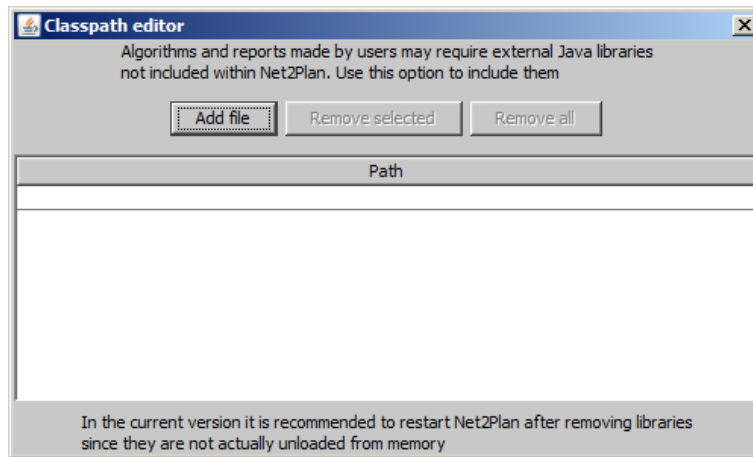 Classpath editor
Algorithms and reports made by users may require external Java libraries
not included within Net2Plan. Use this option to include them
Add file Remove selected Remove all
Path
In the current version it is recommended to restart Net2Plan after removing libraries
since they are not actually unloaded from memory